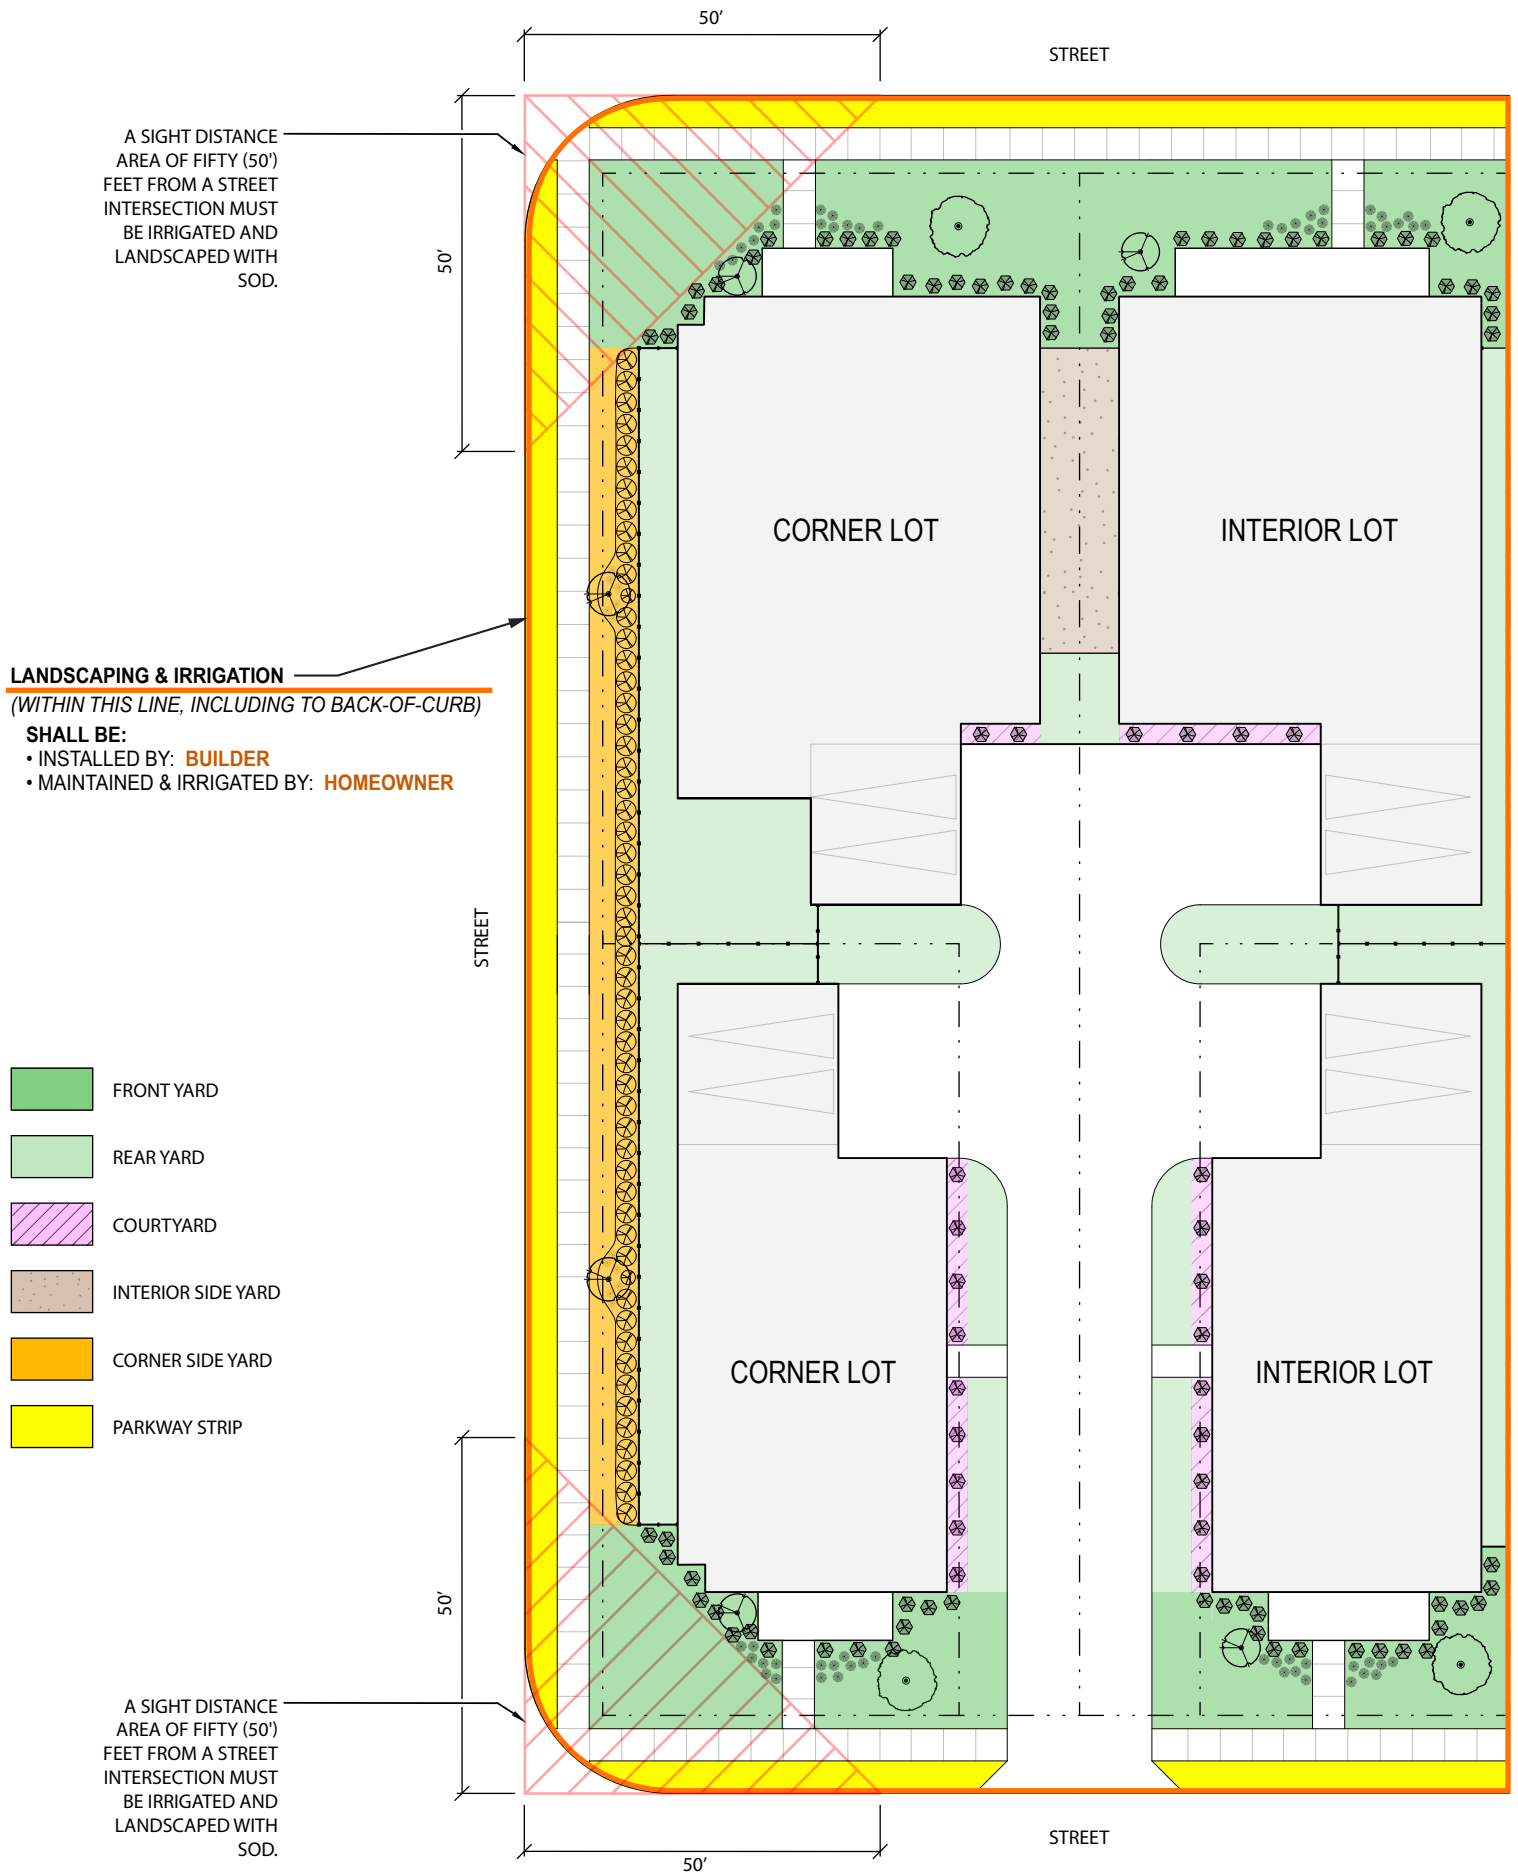 50'
STREET
A SIGHT DISTANCE
AREA OF FIFTY (50')
FEET FROM A STREET
INTERSECTION MUST
BE IRRIGATED AND
LANDSCAPED WITH
SOD.
50'
CORNER LOT
INTERIOR LOT
LANDSCAPING & IRRIGATION
(WITHIN THIS LINE, INCLUDING TO BACK-OF-CURB)
SHALL BE:
• INSTALLED BY: BUILDER
• MAINTAINED & IRRIGATED BY: HOMEOWNER
STREET
FRONT YARD
REAR YARD
COURTYARD
INTERIOR SIDE YARD
CORNER SIDE YARD
PARKWAY STRIP
CORNER LOT
INTERIOR LOT
50'
A SIGHT DISTANCE
AREA OF FIFTY (50')
FEET FROM A STREET
INTERSECTION MUST
BE IRRIGATED AND
LANDSCAPED WITH
SOD.
STREET
50'